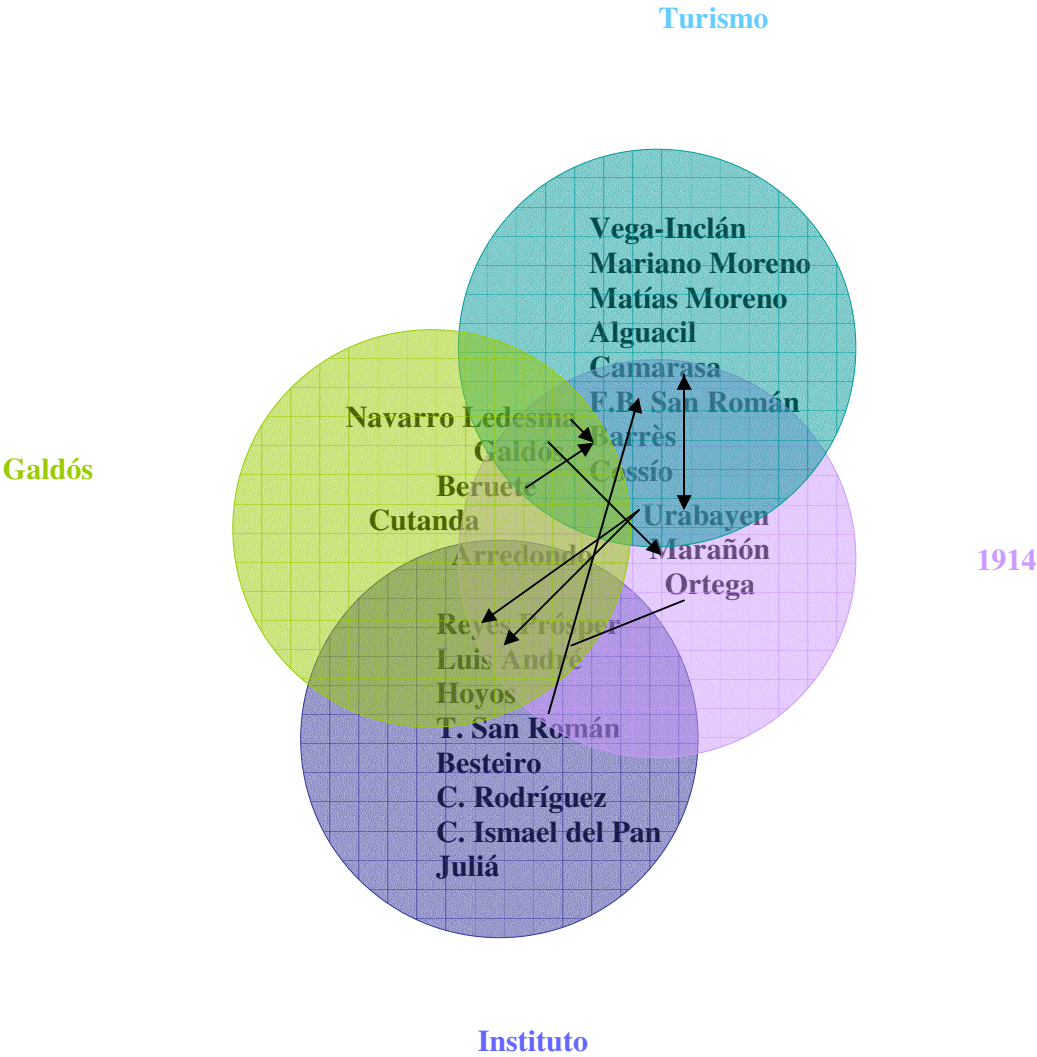 Turismo
Vega-Inclán
Mariano Moreno
Matías Moreno
Alguacil
Camarasa
F.B. San Román
Barrès
Cossío
Navarro Ledesma
Galdós
Beruete
Cutanda
Arredondo
Galdós
Urabayen
Marañón
Ortega
1914
Reyes Prósper
Luis André
Hoyos
T. San Román
Besteiro
C. Rodríguez
C. Ismael del Pan
Juliá
Instituto